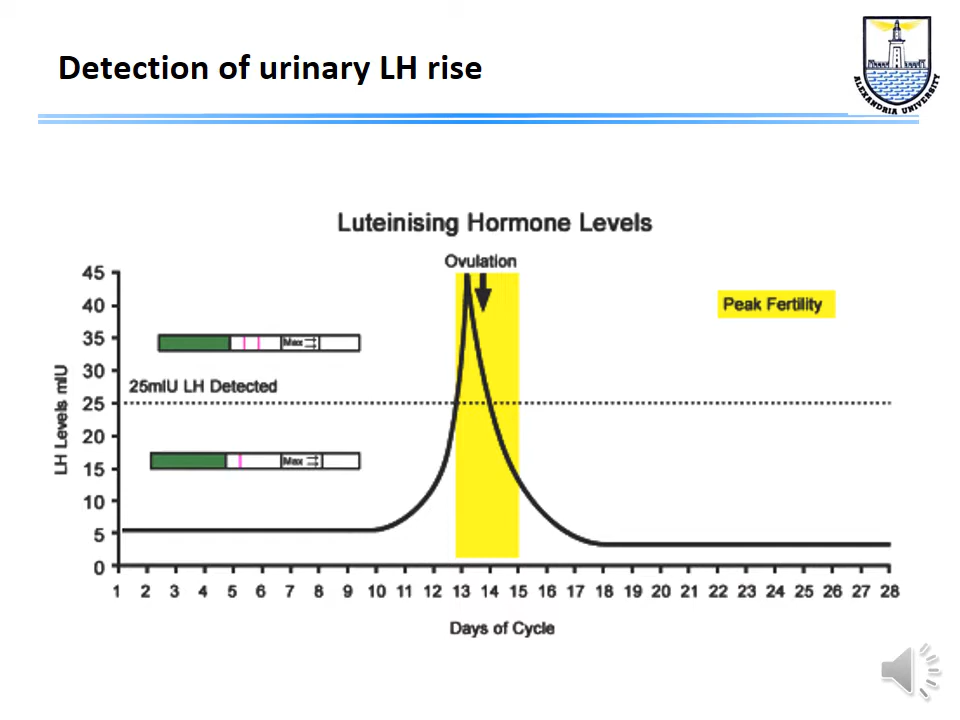 Detection of urinary LH rise
ALEXANDRIA UNIVERSITY
Luteinising Hormone Levels
Ovulation
Peak Fertility
45
40
35
30
25
20
15
10
5
0
LH Levels mIU
Max
25mIU LH Detected
Max
1 2 3 4 5 6 7 8 9 10 11 12 13 14 15 16 17 18 19 20 21 22 23 24 25 26 27 28
Days of Cycle